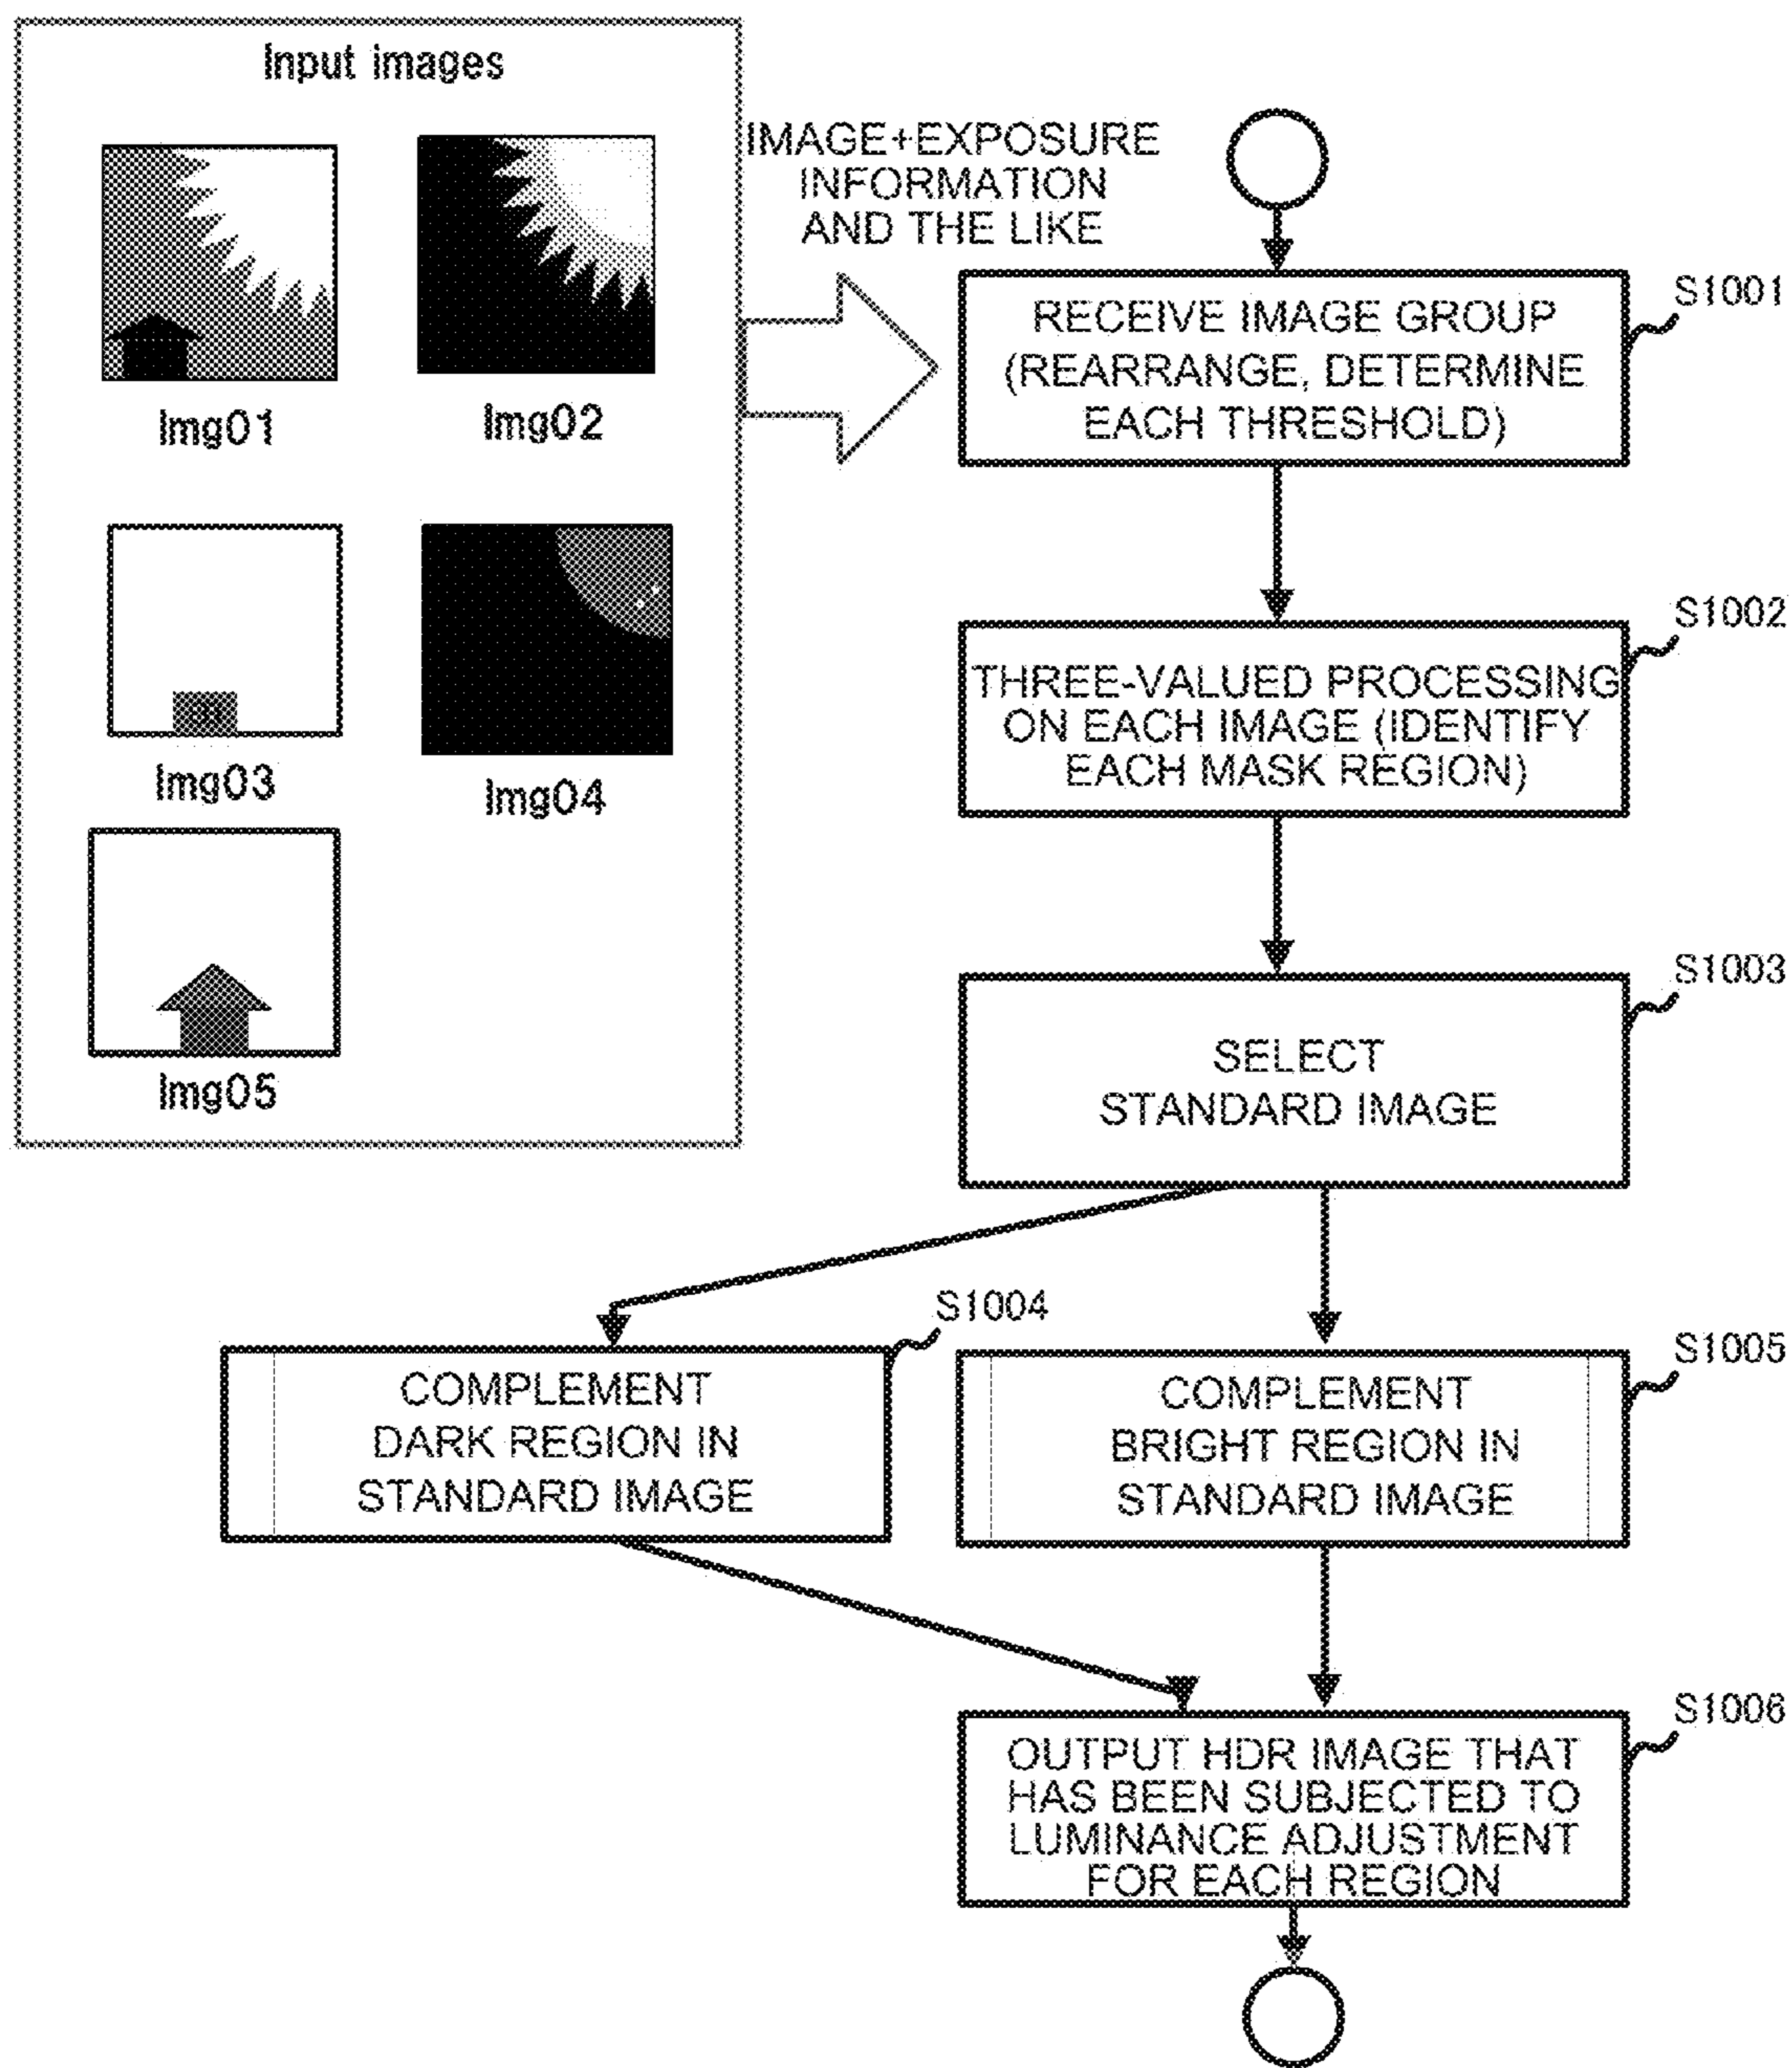 Input images
Img01
Img02
Img03
Img04
Img05
IMAGE+EXPOSURE
INFORMATION
AND THE LIKE
S1001
RECEIVE IMAGE GROUP
(REARRANGE, DETERMINE
EACH THRESHOLD)
S1002
THREE-VALUED PROCESSING
ON EACH IMAGE (IDENTIFY
EACH MASK REGION)
S1003
SELECT
STANDARD IMAGE
S1004
COMPLEMENT
DARK REGION IN
STANDARD IMAGE
S1005
COMPLEMENT
BRIGHT REGION IN
STANDARD IMAGE
S1006
OUTPUT HDR IMAGE THAT
HAS BEEN SUBJECTED TO
LUMINANCE ADJUSTMENT
FOR EACH REGION